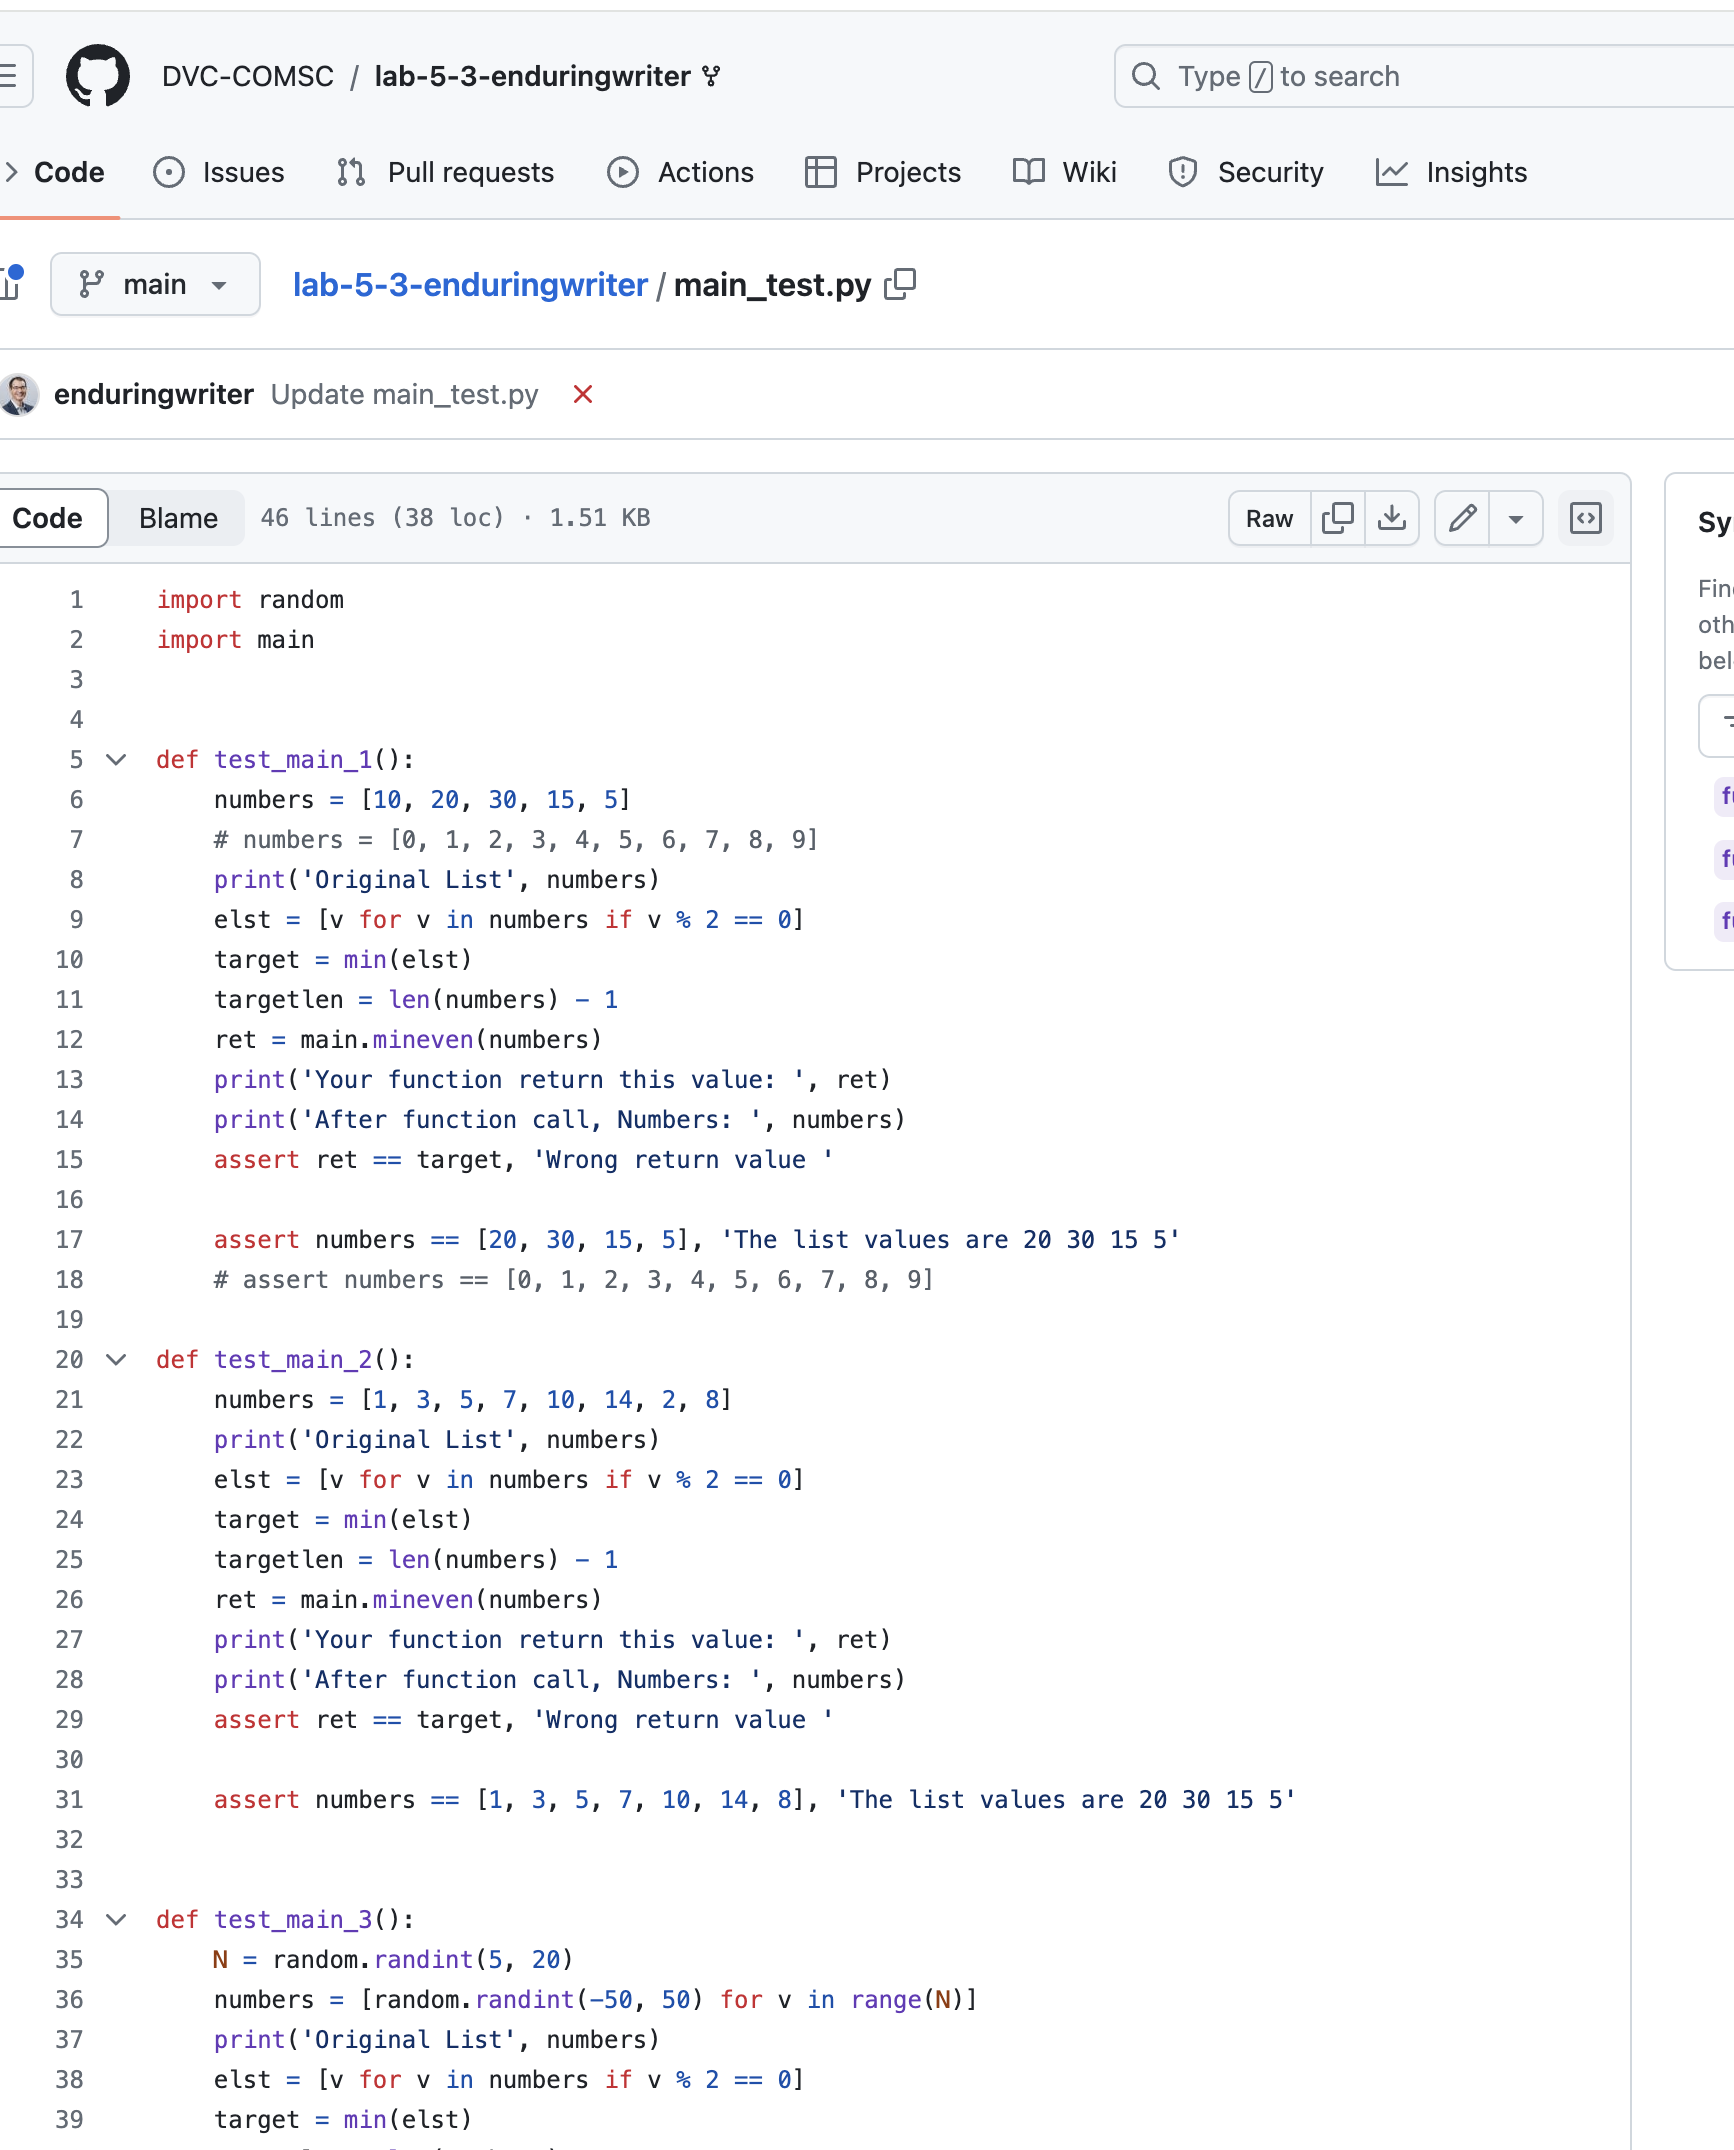 DVC-COMSC / lab-5-3-enduringwriter
Type / to search
Code Issues Pull requests Actions Projects Wiki Security Insights
main lab-5-3-enduringwriter / main_test.py
enduringwriter Update main_test.py
Code Blame 46 lines (38 loc) · 1.51 KB Raw
1 import random
2 import main
3
4
5 def test_main_1():
6     numbers = [10, 20, 30, 15, 5]
7     # numbers = [0, 1, 2, 3, 4, 5, 6, 7, 8, 9]
8     print('Original List', numbers)
9     elst = [v for v in numbers if v % 2 == 0]
10     target = min(elst)
11     targetlen = len(numbers) - 1
12     ret = main.mineven(numbers)
13     print('Your function return this value: ', ret)
14     print('After function call, Numbers: ', numbers)
15     assert ret == target, 'Wrong return value '
16
17     assert numbers == [20, 30, 15, 5], 'The list values are 20 30 15 5'
18     # assert numbers == [0, 1, 2, 3, 4, 5, 6, 7, 8, 9]
19
20 def test_main_2():
21     numbers = [1, 3, 5, 7, 10, 14, 2, 8]
22     print('Original List', numbers)
23     elst = [v for v in numbers if v % 2 == 0]
24     target = min(elst)
25     targetlen = len(numbers) - 1
26     ret = main.mineven(numbers)
27     print('Your function return this value: ', ret)
28     print('After function call, Numbers: ', numbers)
29     assert ret == target, 'Wrong return value '
30
31     assert numbers == [1, 3, 5, 7, 10, 14, 8], 'The list values are 20 30 15 5'
32
33
34 def test_main_3():
35     N = random.randint(5, 20)
36     numbers = [random.randint(-50, 50) for v in range(N)]
37     print('Original List', numbers)
38     elst = [v for v in numbers if v % 2 == 0]
39     target = min(elst)